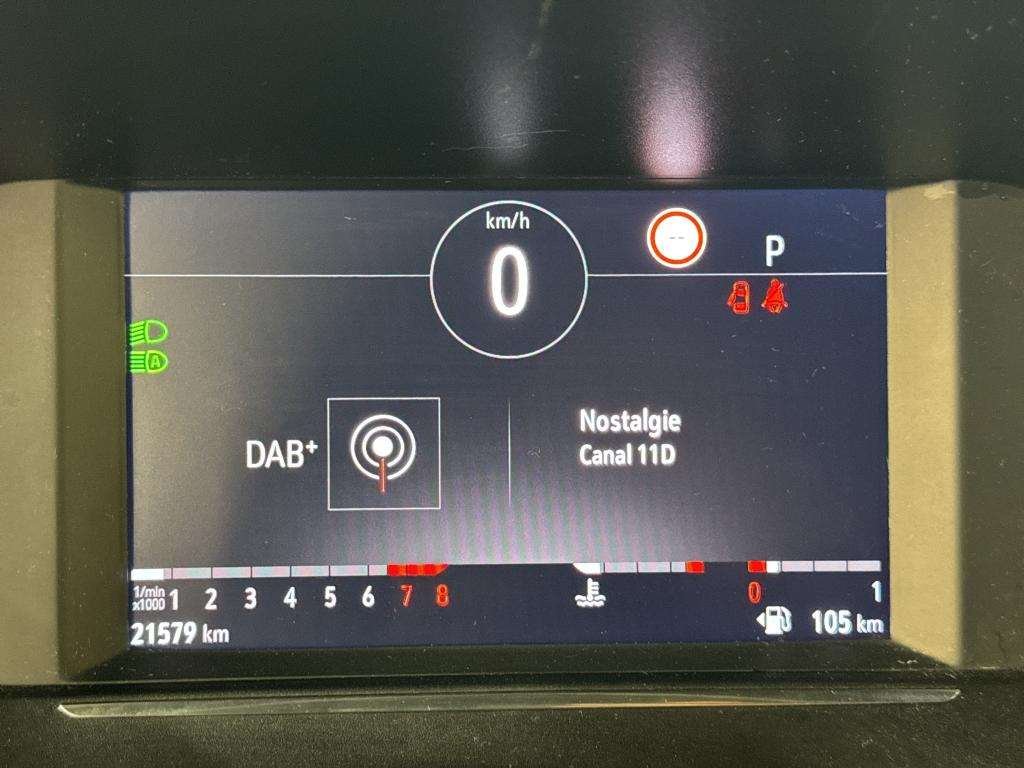 km/h
0
--
P
A
DAB+
Nostalgie
Canal 11D
1/min
x1000
1 2 3 4 5 6 7 8
0 1
21579 km
105 km